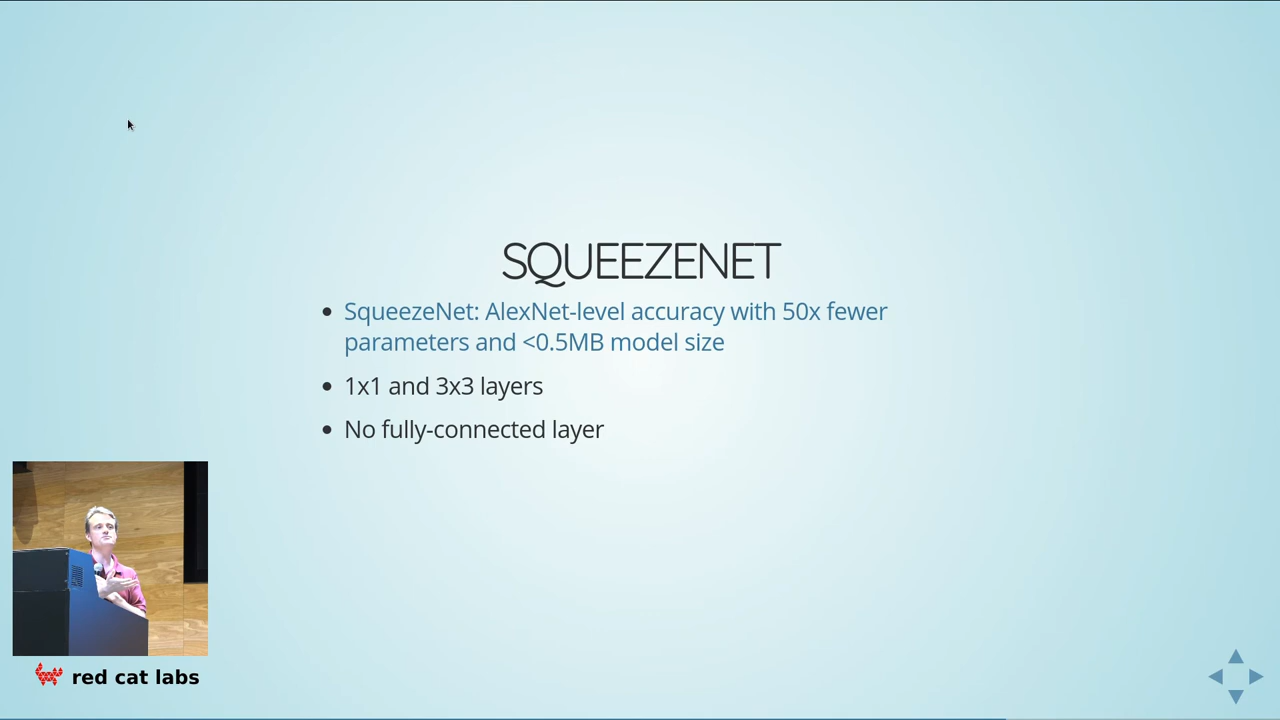 SQUEEZENET
SqueezeNet: AlexNet-level accuracy with 50x fewer
parameters and <0.5MB model size
1x1 and 3x3 layers
No fully-connected layer
red cat labs